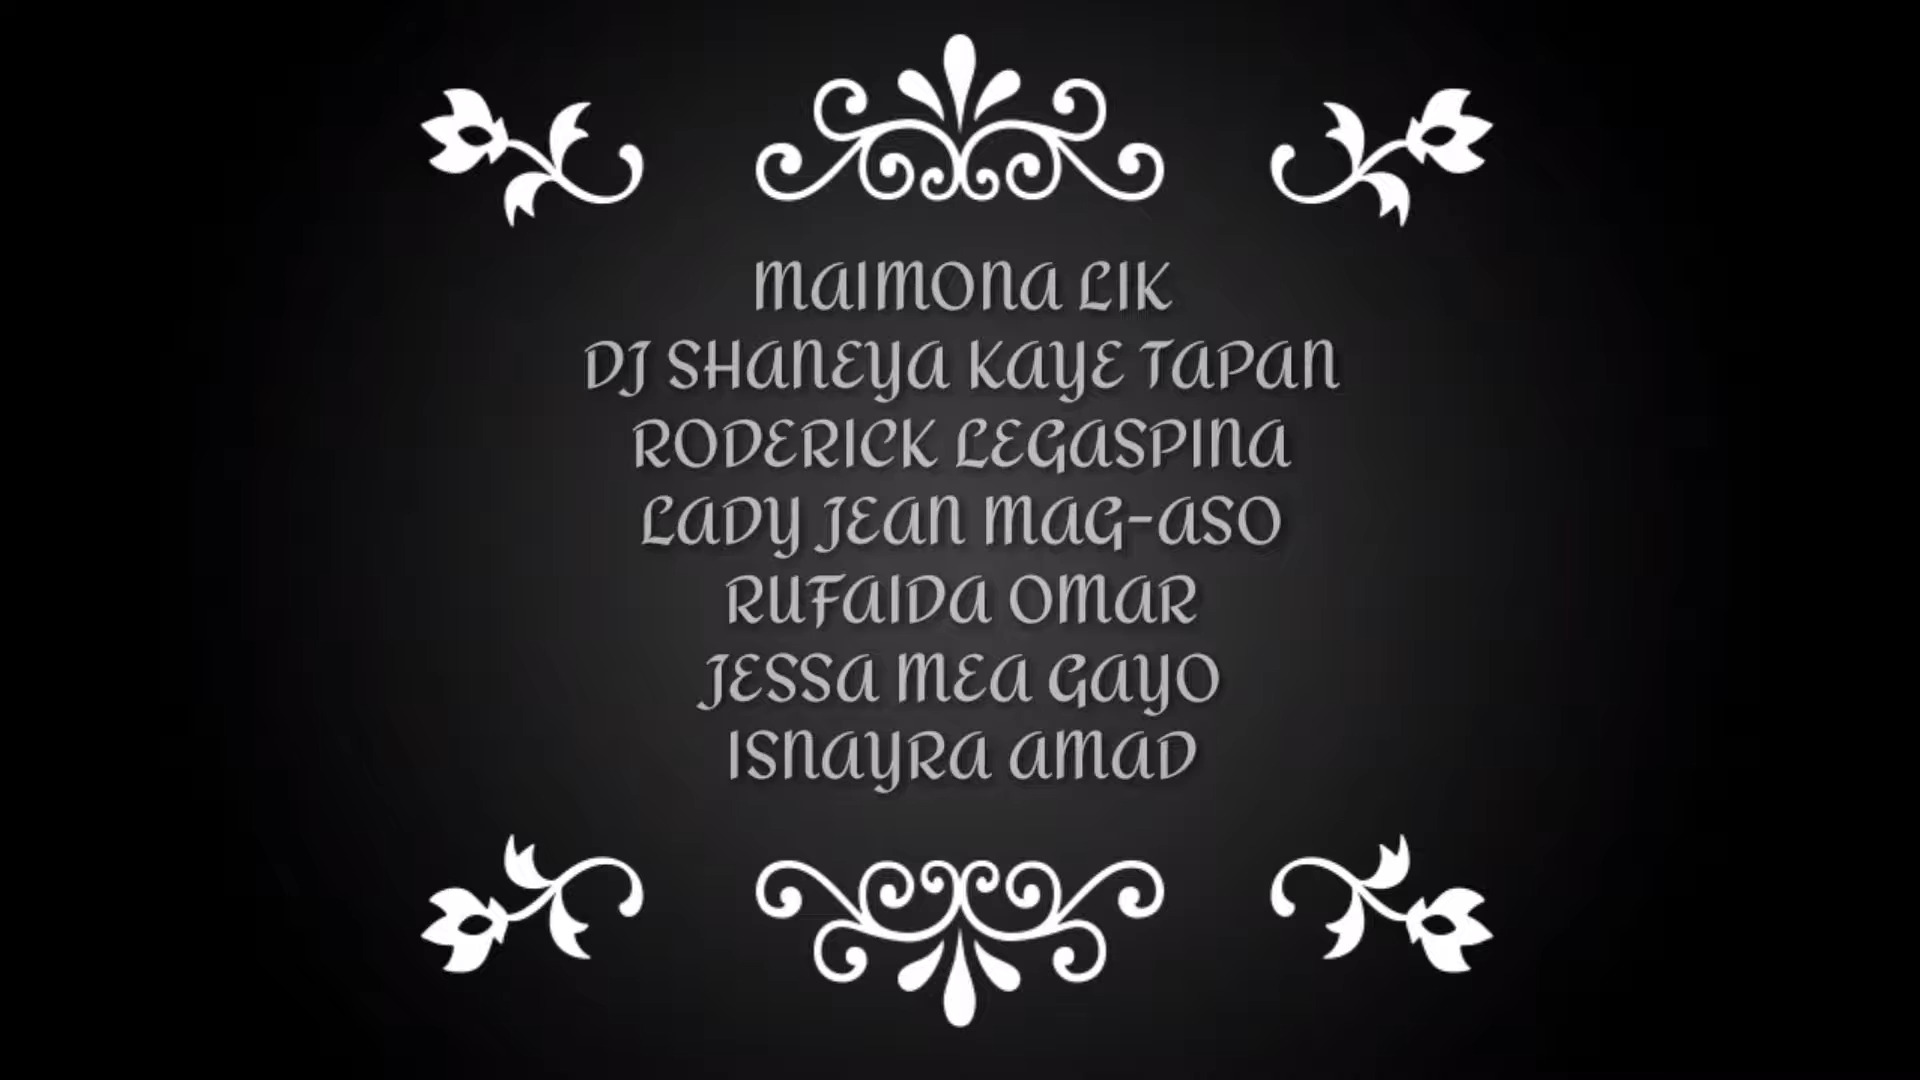 MAIMONA LIK
DJ SHANEYA KAYE TAPAN
RODERICK LEGASPINA
LADY JEAN MAG-ASO
RUFAIDA OMAR
JESSA MEA GAYO
ISNAYRA AMAD